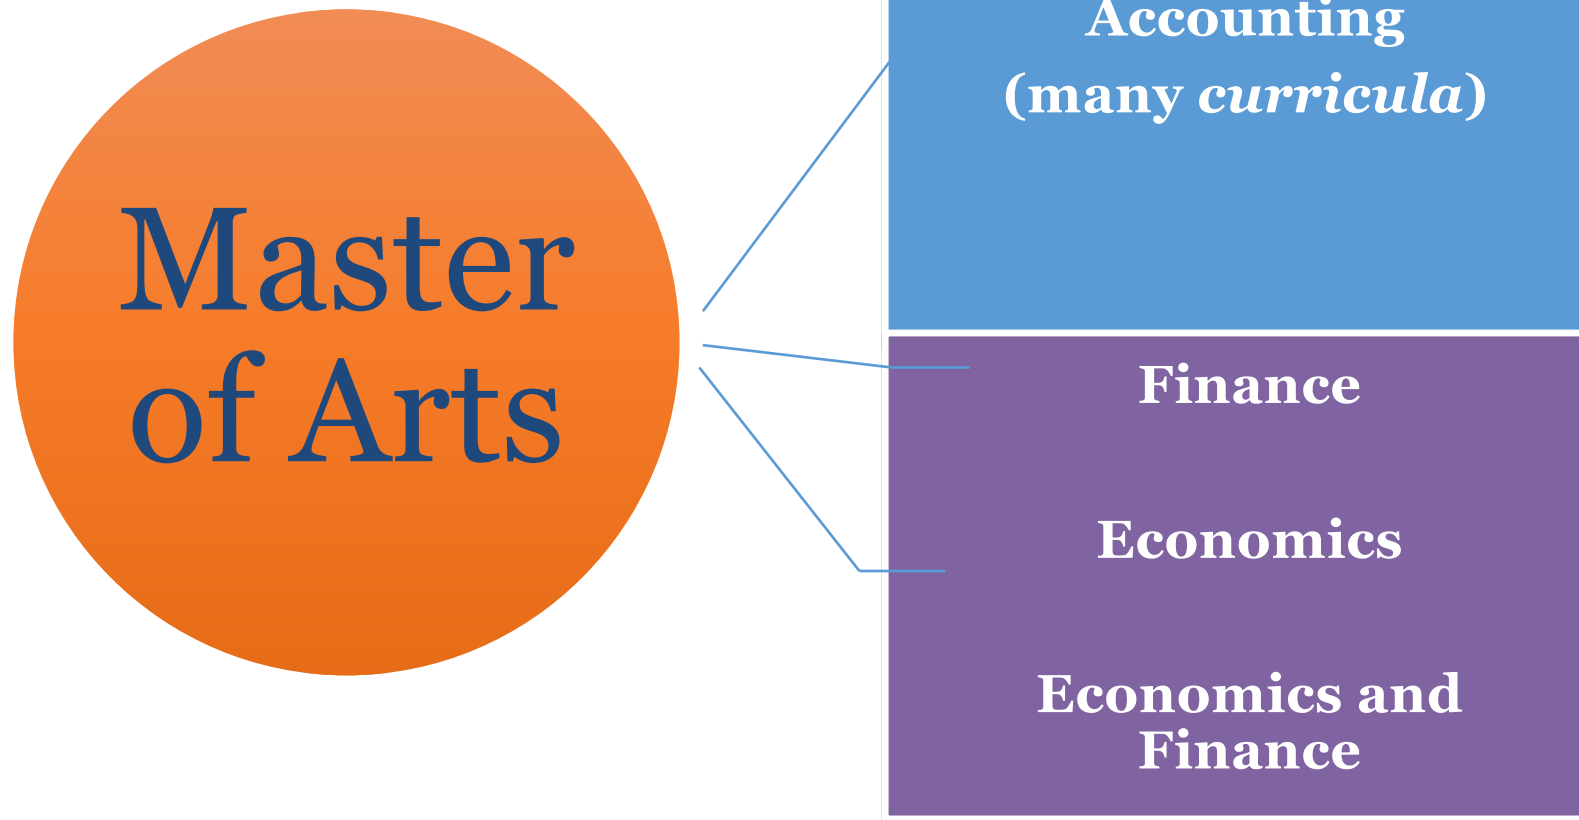 Master
of Arts
Accounting
(many curricula)
Finance
Economics
Economics and
Finance